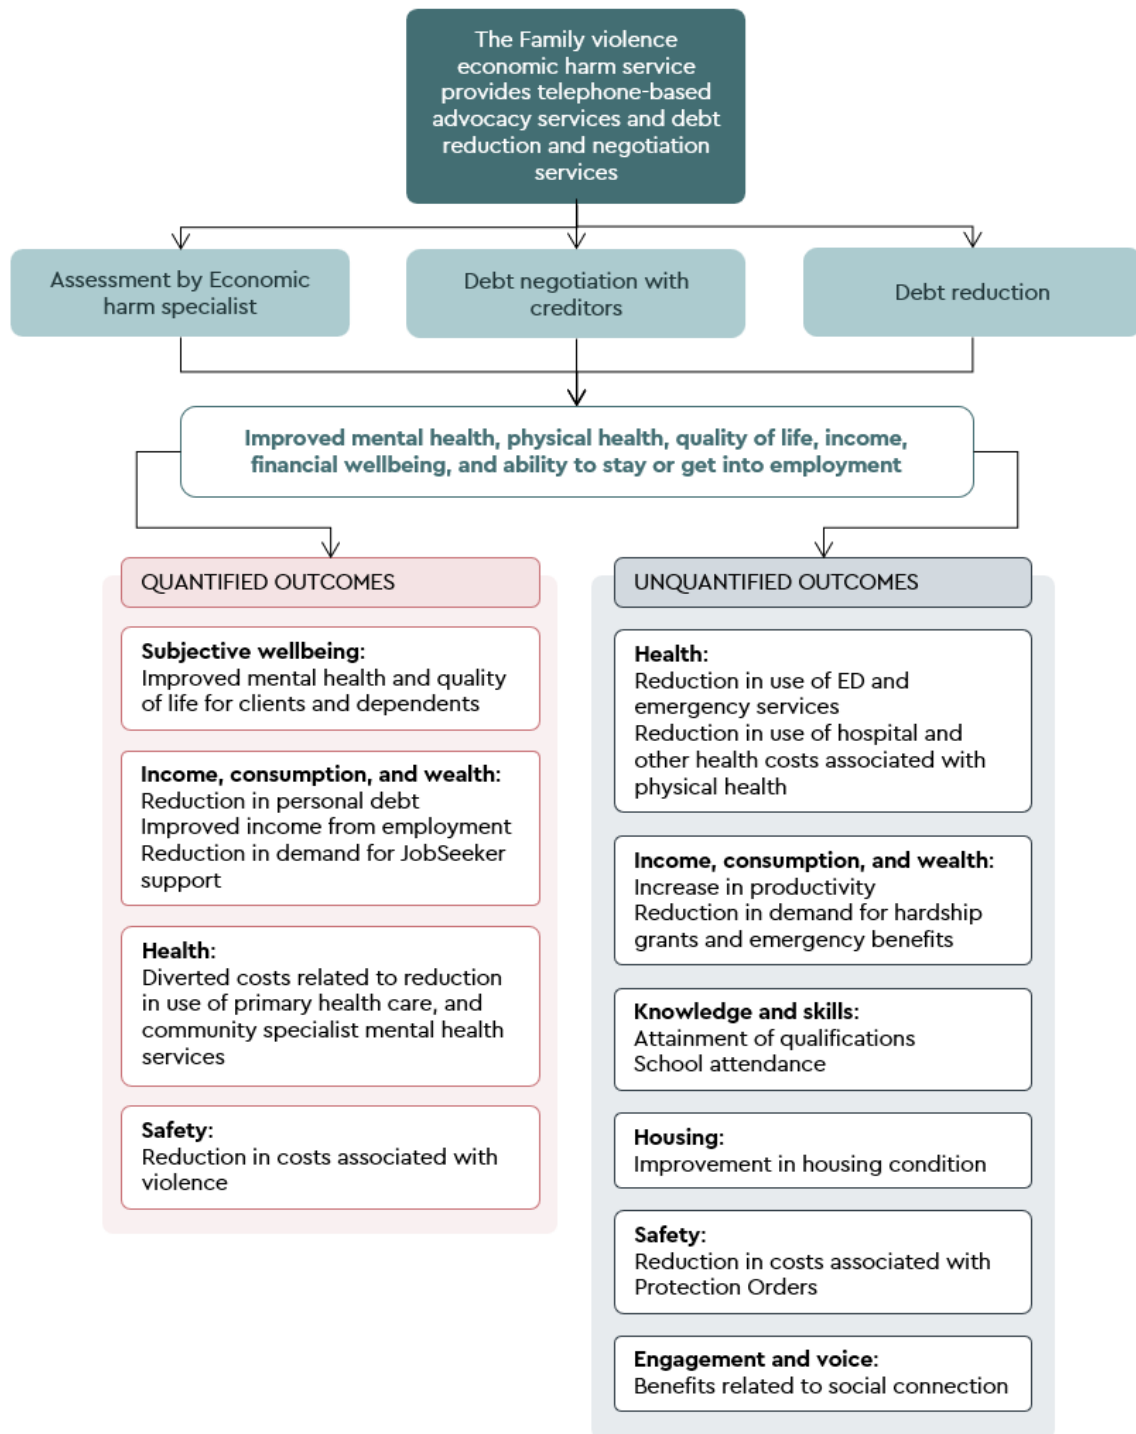 The Family violence
economic harm service
provides telephone-based
advocacy services and debt
reduction and negotiation
services
Assessment by Economic
harm specialist
Debt negotiation with
creditors
Debt reduction
Improved mental health, physical health, quality of life, income,
financial wellbeing, and ability to stay or get into employment
QUANTIFIED OUTCOMES
Subjective wellbeing:
Improved mental health and quality
of life for clients and dependents
Income, consumption, and wealth:
Reduction in personal debt
Improved income from employment
Reduction in demand for JobSeeker
support
Health:
Diverted costs related to reduction
in use of primary health care, and
community specialist mental health
services
Safety:
Reduction in costs associated with
violence
UNQUANTIFIED OUTCOMES
Health:
Reduction in use of ED and
emergency services
Reduction in use of hospital and
other health costs associated with
physical health
Income, consumption, and wealth:
Increase in productivity
Reduction in demand for hardship
grants and emergency benefits
Knowledge and skills:
Attainment of qualifications
School attendance
Housing:
Improvement in housing condition
Safety:
Reduction in costs associated with
Protection Orders
Engagement and voice:
Benefits related to social connection